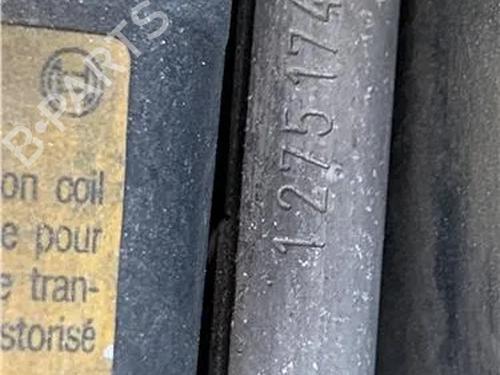 B-PARTS
on coil
e pour
e tran-
storisé
1275174